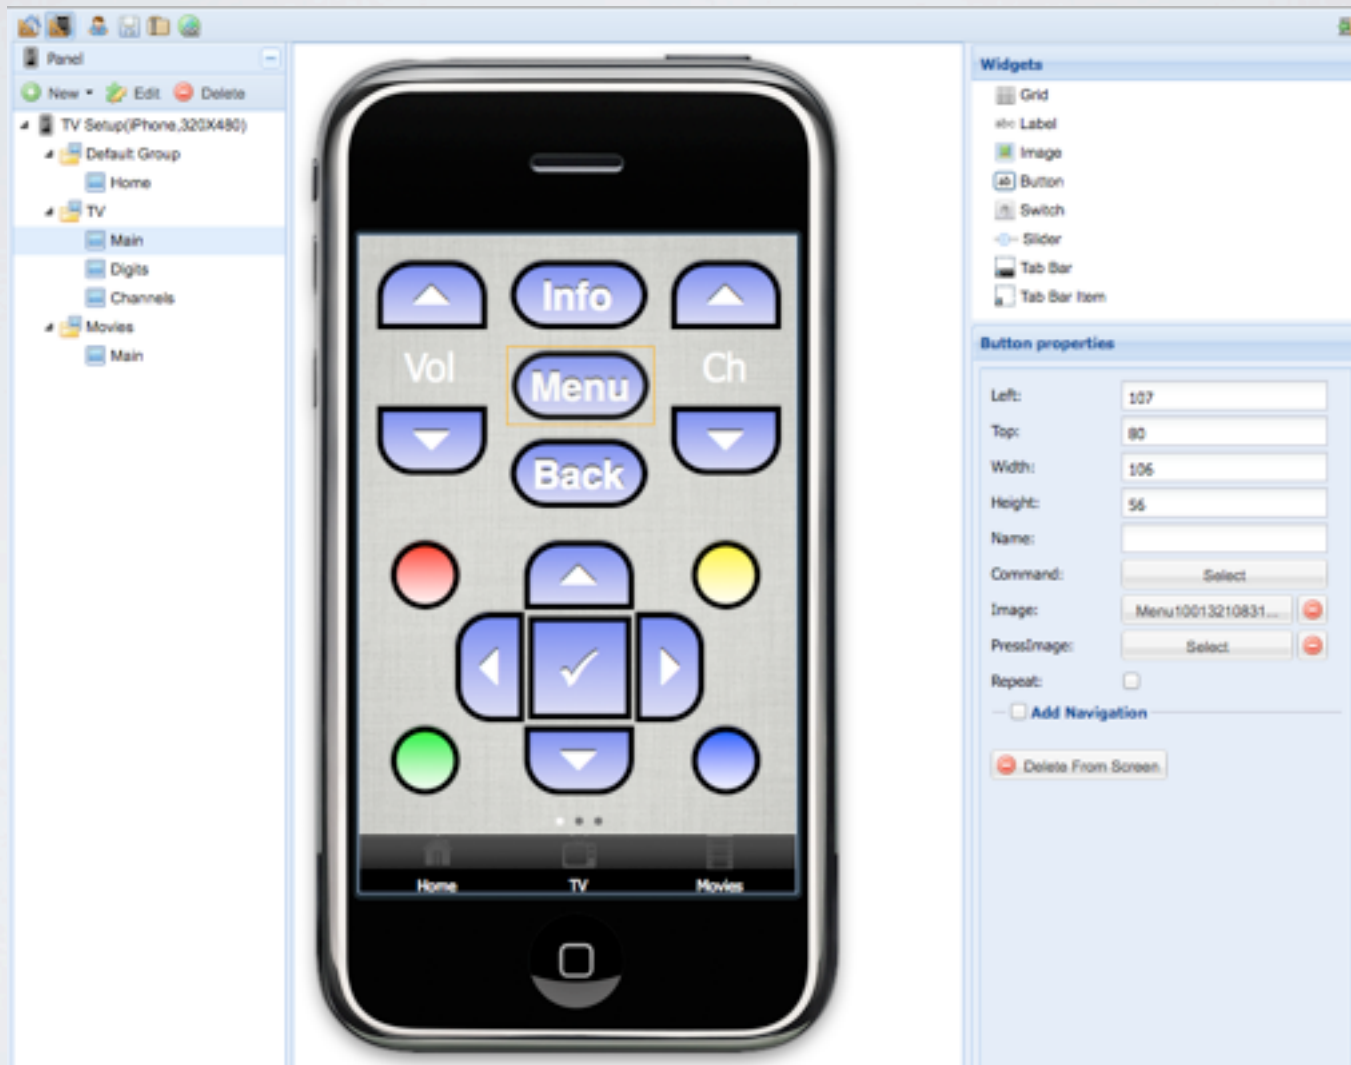 Panel
New Edit Delete
TV Setup(iPhone,320X480)
Default Group
Home
TV
Main
Digits
Channels
Movies
Main
Info
Vol
Menu
Ch
Back
Home TV Movies
Widgets
Grid
abc Label
Image
ab Button
Switch
Slider
Tab Bar
Tab Bar Item
Button properties
Left: 107
Top: 80
Width: 106
Height: 56
Name:
Command: Select
Image: Menu10013210831...
PressImage: Select
Repeat:
Add Navigation
Delete From Screen